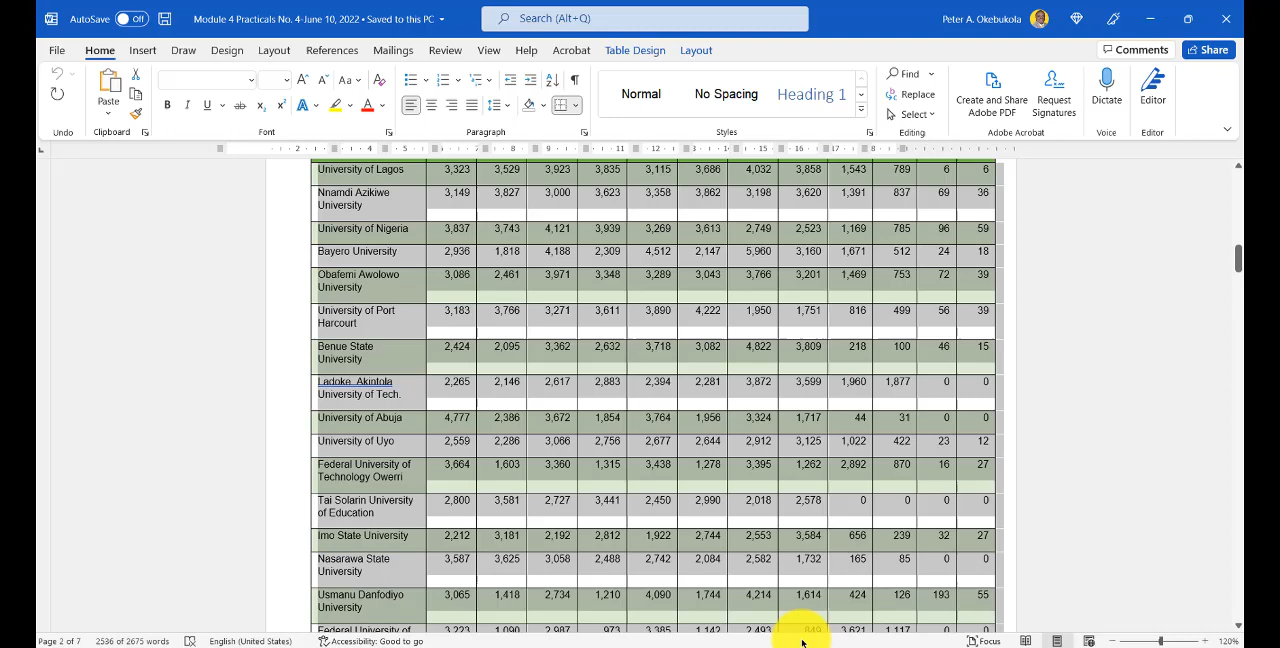 AutoSave Off Module 4 Practicals No. 4-June 10, 2022 • Saved to this PC Search (Alt+Q) Peter A. Okebukola
File Home Insert Draw Design Layout References Mailings Review View Help Acrobat Table Design Layout Comments Share
Paste Normal No Spacing Heading 1 Find Replace Select Create and Share Adobe PDF Request Signatures Dictate Editor
Undo Clipboard Font Paragraph Styles Editing Adobe Acrobat Voice Editor
University of Lagos 3,323 3,529 3,923 3,835 3,115 3,686 4,032 3,858 1,543 789 6 6
Nnamdi Azikiwe 3,149 3,827 3,000 3,623 3,358 3,862 3,198 3,620 1,391 837 69 36
University
University of Nigeria 3,837 3,743 4,121 3,939 3,269 3,613 2,749 2,523 1,169 785 96 59
Bayero University 2,936 1,818 4,188 2,309 4,512 2,147 5,960 3,160 1,671 512 24 18
Obafemi Awolowo 3,086 2,461 3,971 3,348 3,289 3,043 3,766 3,201 1,469 753 72 39
University
University of Port 3,183 3,766 3,271 3,611 3,890 4,222 1,950 1,751 816 499 56 39
Harcourt
Benue State 2,424 2,095 3,362 2,632 3,718 3,082 4,822 3,809 218 100 46 15
University
Ladoke Akintola 2,265 2,146 2,617 2,883 2,394 2,281 3,872 3,599 1,960 1,877 0 0
University of Tech.
University of Abuja 4,777 2,386 3,672 1,854 3,764 1,956 3,324 1,717 44 31 0 0
University of Uyo 2,559 2,286 3,066 2,756 2,677 2,644 2,912 3,125 1,022 422 23 12
Federal University of 3,664 1,603 3,360 1,315 3,438 1,278 3,395 1,262 2,892 870 16 27
Technology Owerri
Tai Solarin University 2,800 3,581 2,727 3,441 2,450 2,990 2,018 2,578 0 0 0 0
of Education
Imo State University 2,212 3,181 2,192 2,812 1,922 2,744 2,553 3,584 656 239 32 27
Nasarawa State 3,587 3,625 3,058 2,488 2,742 2,084 2,582 1,732 165 85 0 0
University
Usmanu Danfodiyo 3,065 1,418 2,734 1,210 4,090 1,744 4,214 1,614 424 126 193 55
University
Federal University of 3,223 1,090 2,987 973 3,385 1,142 2,493 849 3,621 1,117 0 0
Page 2 of 7 2536 of 2675 words English (United States) Accessibility: Good to go Focus 120%